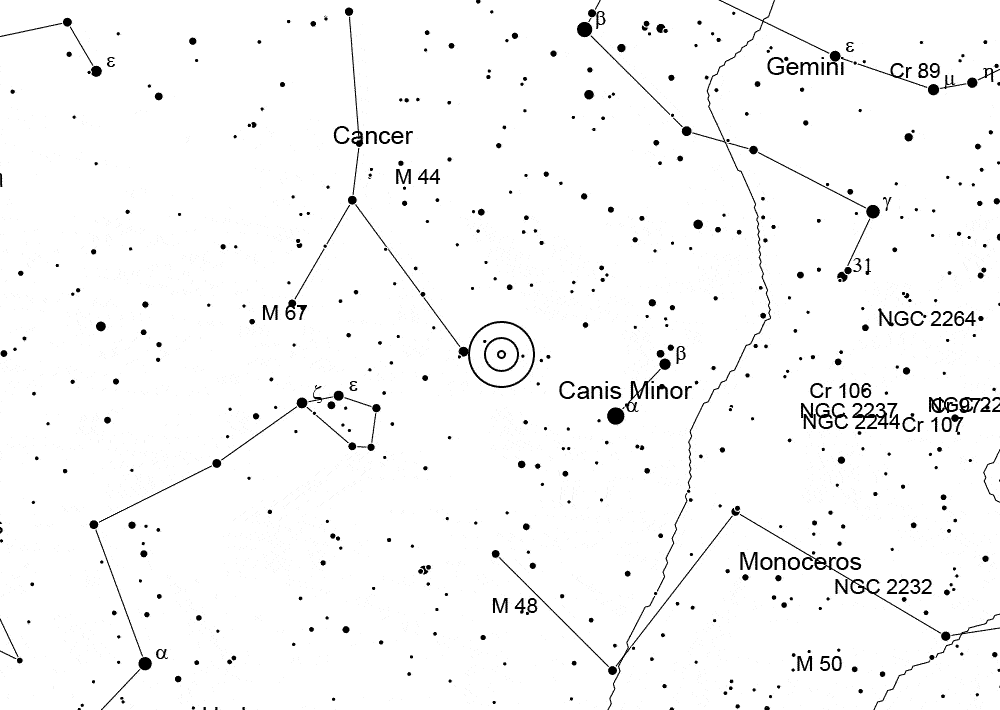 β
ε
ε
Gemini
Cr 89
μ
η
Cancer
M 44
γ
31
M 67
NGC 2264
β
ζ
ε
Canis Minor
α
Cr 106
NGC 2237
NGC 2244
Cr 107
Monoceros
NGC 2232
M 48
α
M 50